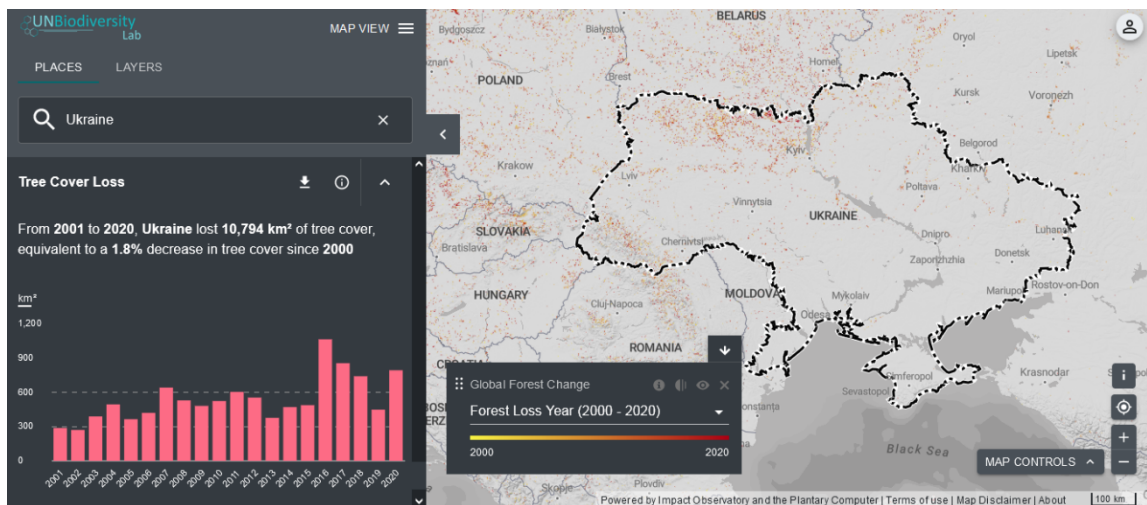 UNBiodiversity
Lab
MAP VIEW
PLACES
LAYERS
Ukraine
Tree Cover Loss
From 2001 to 2020, Ukraine lost 10,794 km² of tree cover,
equivalent to a 1.8% decrease in tree cover since 2000
km²
1,200
900
600
300
0
2001
2002
2003
2004
2005
2006
2007
2008
2009
2010
2011
2012
2013
2014
2015
2016
2017
2018
2019
2020
BELARUS
Bydgoszcz
Białystok
Oryol
Lipetsk
Homel
POLAND
Brest
Kursk
Voronezh
Kyiv
Belgorod
Kharkiv
Krakow
Lviv
Poltava
Vinnytsia
UKRAINE
Luhansk
SLOVAKIA
Chernivtsi
Dnipro
Bratislava
Donetsk
Zaporizhzhia
HUNGARY
MOLDOVA
Mykolaiv
Mariupol
Rostov-on-Don
Cluj-Napoca
Odesa
ROMANIA
Krasnodar
Simferopol
Sevastopol
Global Forest Change
Forest Loss Year (2000 - 2020)
2000
2020
Black Sea
MAP CONTROLS
Skopje
Plovdiv
Powered by Impact Observatory and the Plantary Computer | Terms of use | Map Disclaimer | About
100 km